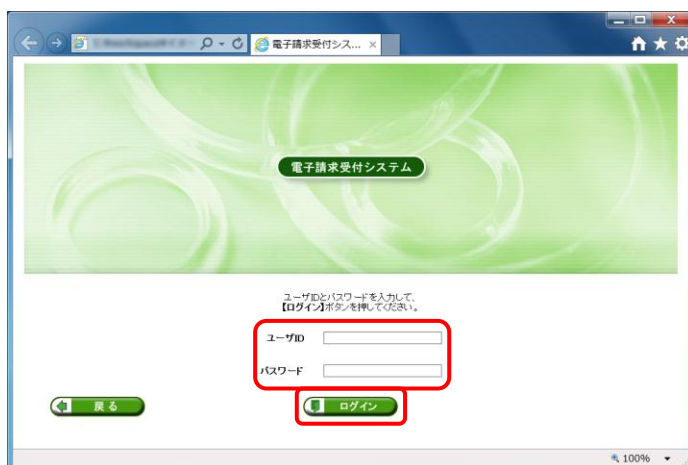 電子請求受付シス...
電子請求受付システム
ユーザIDとパスワードを入力して、
【ログイン】ボタンを押してください。
ユーザID
パスワード
戻る
ログイン
100%